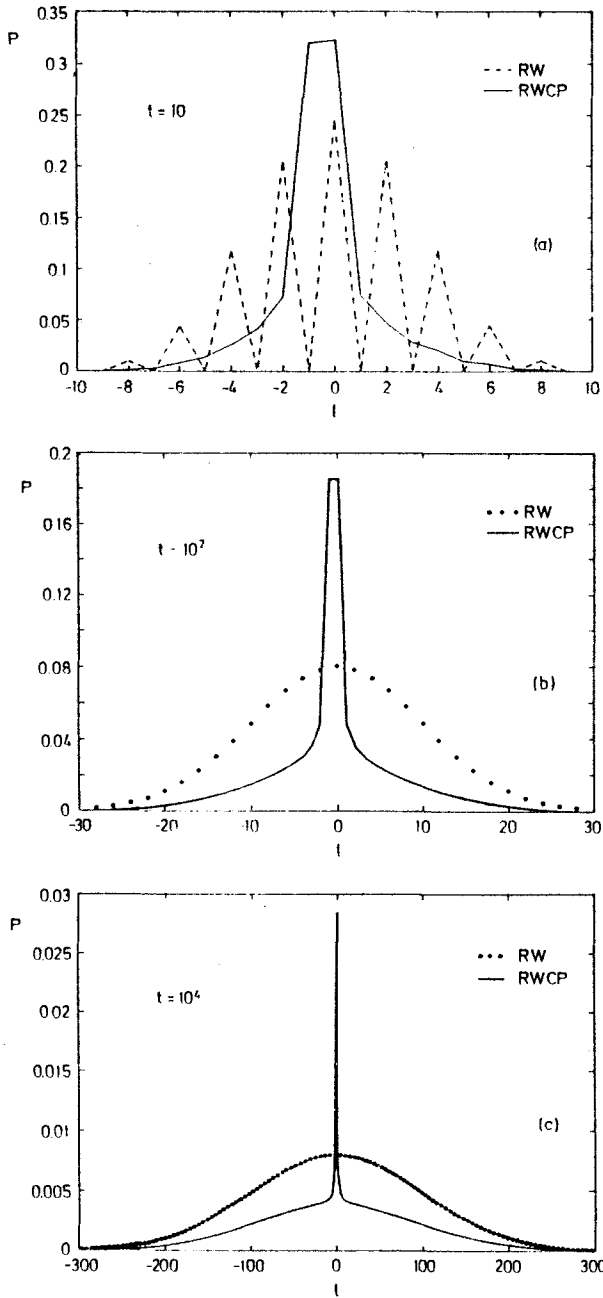 P
0.35
0.3
0.25
0.2
0.15
0.1
0.05
0
RW
RWCP
t = 10
(a)
-10 -8 -6 -4 -2 0 2 4 6 8 10
l
P
0.2
0.16
0.12
0.08
0.04
0
RW
RWCP
t - 10²
(b)
-30 -20 -10 0 10 20 30
l
P
0.03
0.025
0.02
0.015
0.01
0.005
0
RW
RWCP
t = 10⁴
(c)
-300 -200 -100 0 100 200 300
l